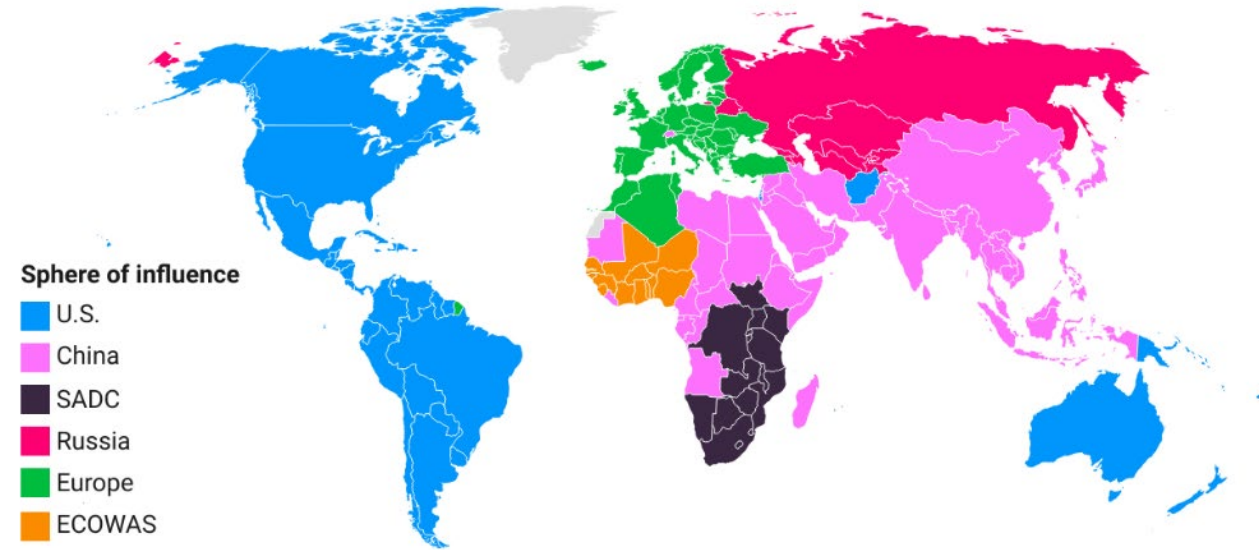 Sphere of influence
U.S.
China
SADC
Russia
Europe
ECOWAS